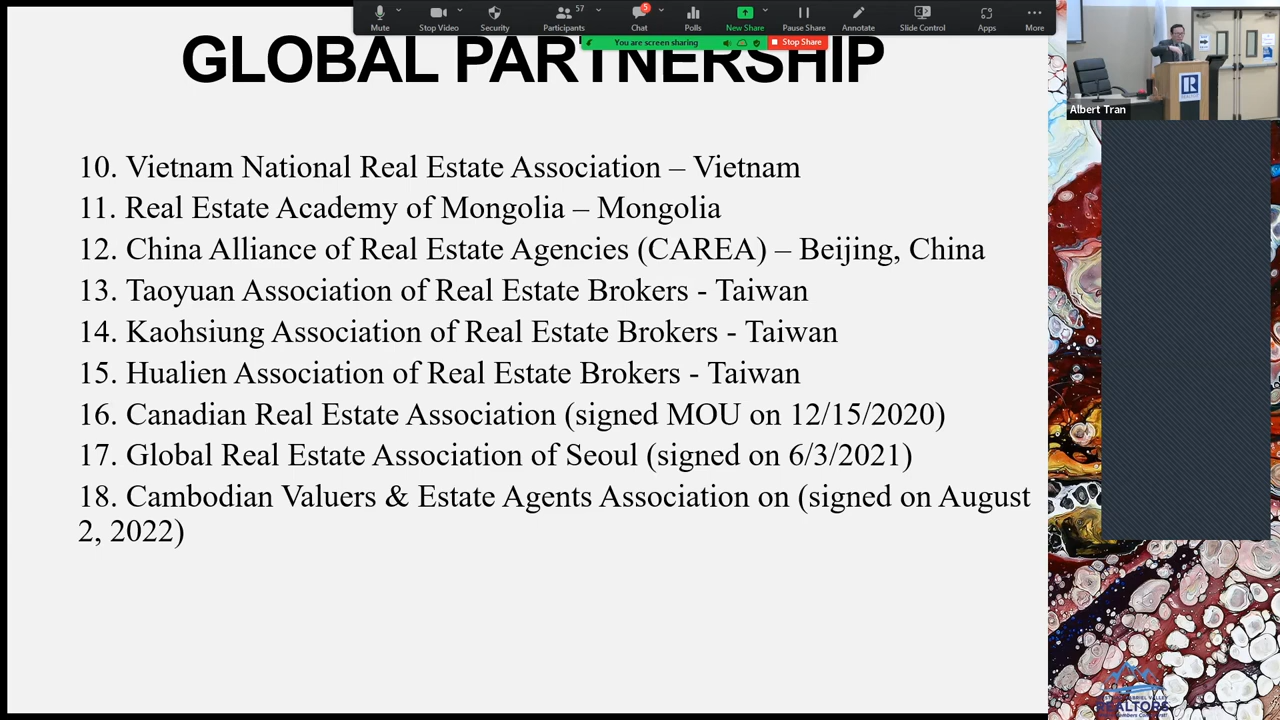 Mute
Stop Video
Security
57
Participants
5
Chat
Polls
New Share
Pause Share
Annotate
Slide Control
Apps
More
You are screen sharing
Stop Share
GLOBAL PARTNERSHIP
Albert Tran
10. Vietnam National Real Estate Association – Vietnam
11. Real Estate Academy of Mongolia – Mongolia
12. China Alliance of Real Estate Agencies (CAREA) – Beijing, China
13. Taoyuan Association of Real Estate Brokers - Taiwan
14. Kaohsiung Association of Real Estate Brokers - Taiwan
15. Hualien Association of Real Estate Brokers - Taiwan
16. Canadian Real Estate Association (signed MOU on 12/15/2020)
17. Global Real Estate Association of Seoul (signed on 6/3/2021)
18. Cambodian Valuers & Estate Agents Association on (signed on August
2, 2022)
VALLEY
REALTORS